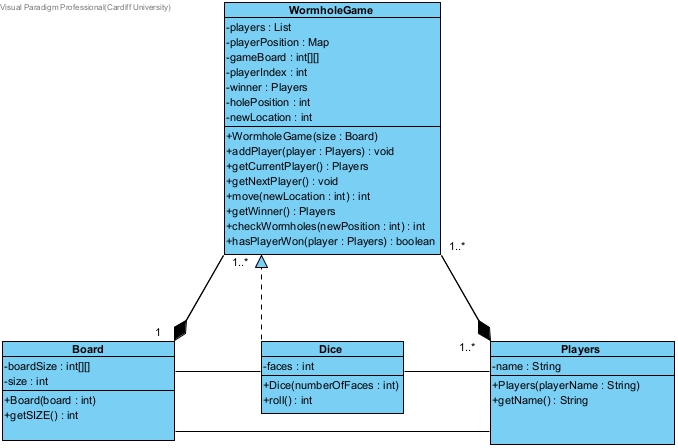 Visual Paradigm Professional(Cardiff University)
WormholeGame
-players : List
-playerPosition : Map
-gameBoard : int[][]
-playerIndex : int
-winner : Players
-holePosition : int
-newLocation : int
+WormholeGame(size : Board)
+addPlayer(player : Players) : void
+getCurrentPlayer() : Players
+getNextPlayer() : void
+move(newLocation : int) : int
+getWinner() : Players
+checkWormholes(newPosition : int) : int
+hasPlayerWon(player : Players) : boolean
1..*
1..*
1
1..*
Board
-boardSize : int[][]
-size : int
+Board(board : int)
+getSIZE() : int
Dice
-faces : int
+Dice(numberOfFaces : int)
+roll() : int
Players
-name : String
+Players(playerName : String)
+getName() : String